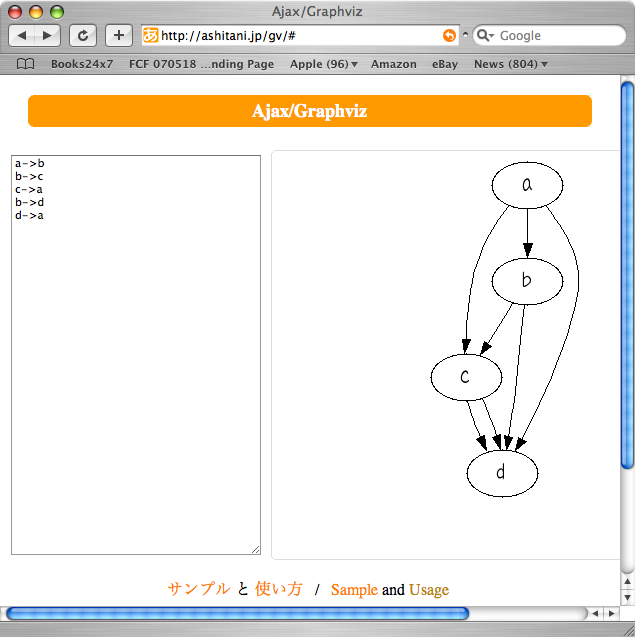 Ajax/Graphviz
あ http://ashitani.jp/gv/# Google
Books24x7 FCF 070518 ...nding Page Apple (96) Amazon eBay News (804)
Ajax/Graphviz
a->b
b->c
c->a
b->d
d->a
a
b
c
d
サンプル と 使い方 / Sample and Usage